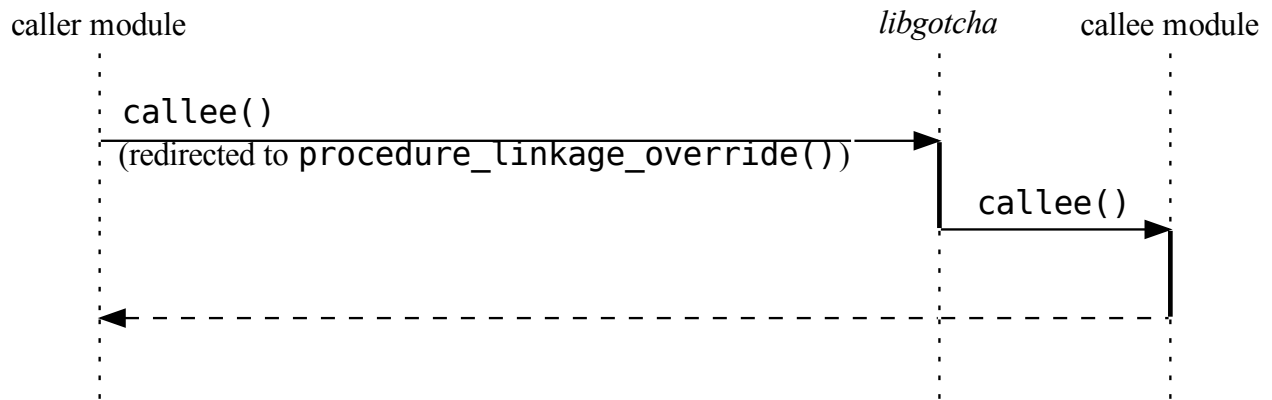 caller module libgotcha callee module
callee()
(redirected to procedure_linkage_override())
callee()